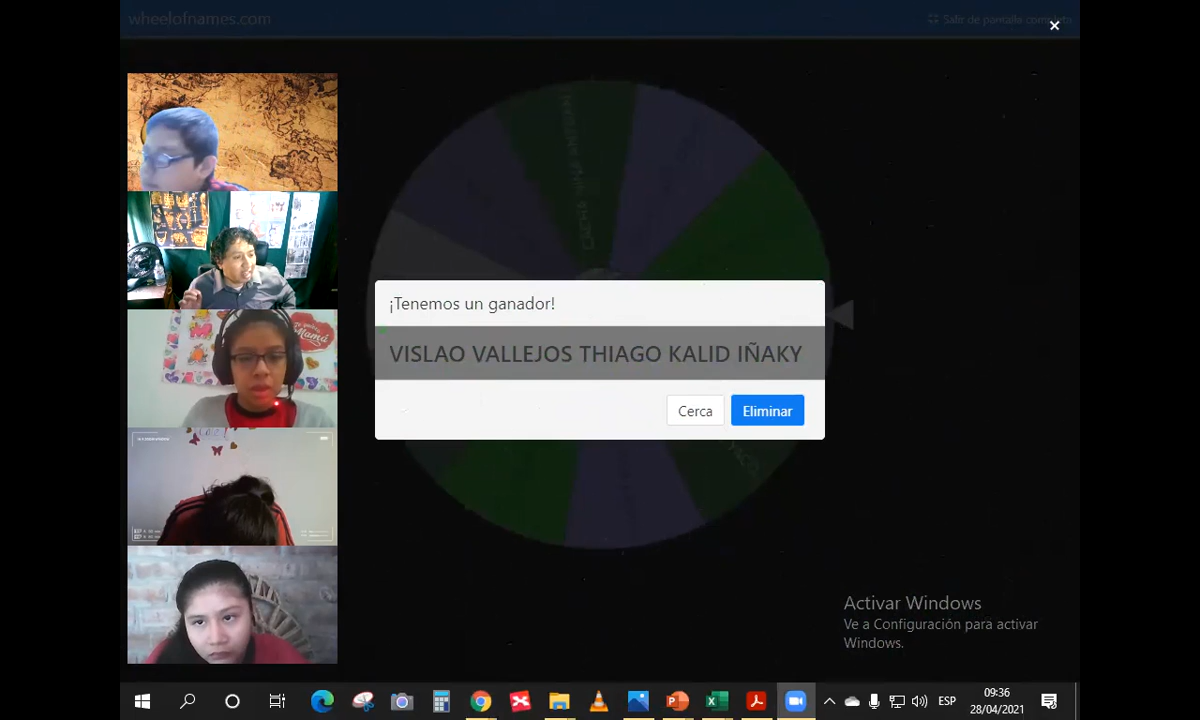 wheelofnames.com
Salir de pantalla completa
¡Tenemos un ganador!
VISLAO VALLEJOS THIAGO KALID IÑAKY
Cerca
Eliminar
Mamá
Activar Windows
Ve a Configuración para activar
Windows.
ESP
09:36
28/04/2021